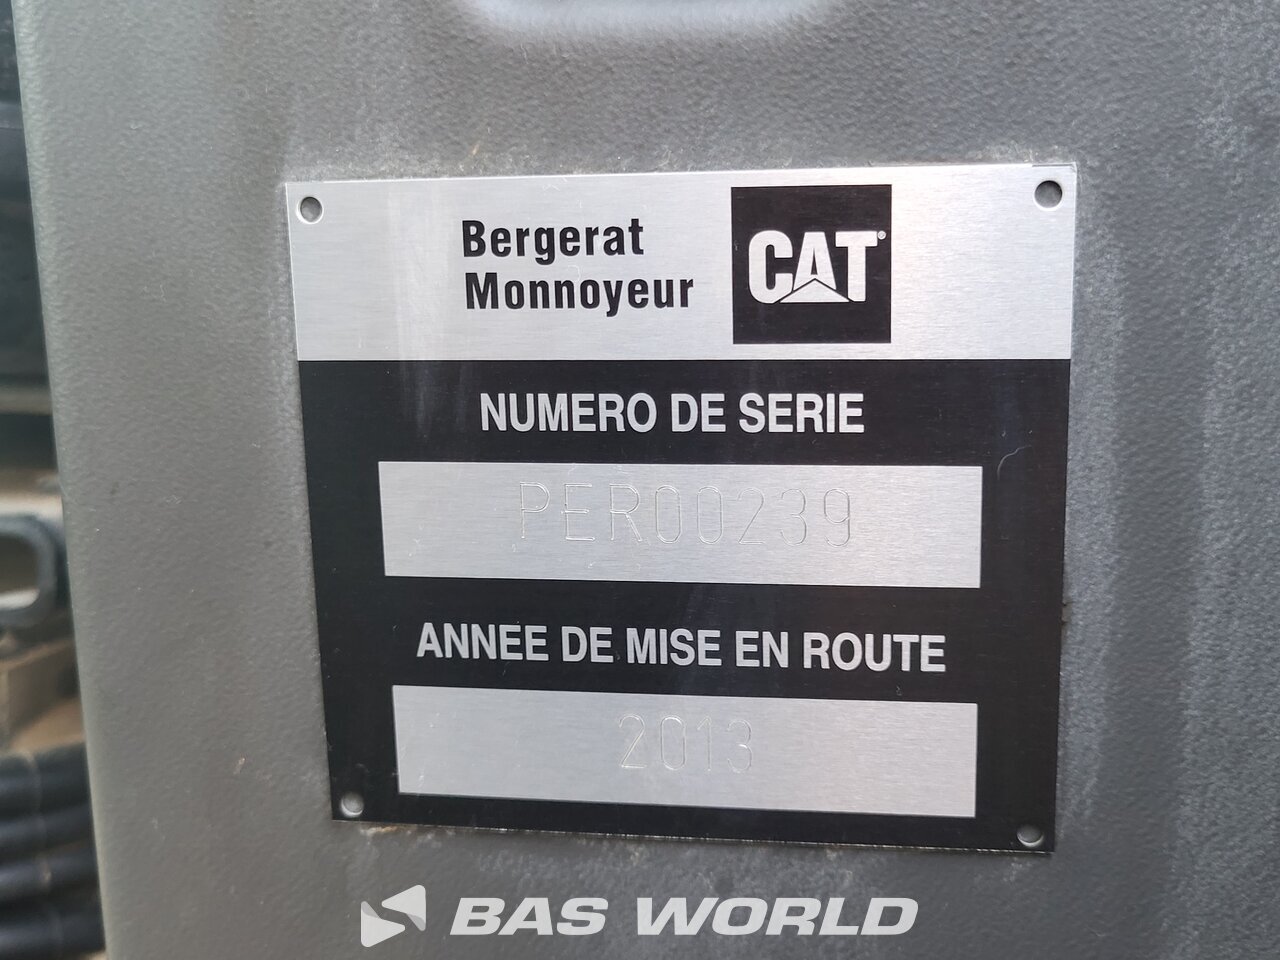 Bergerat
Monnoyeur
CAT®
NUMERO DE SERIE
PER00239
ANNEE DE MISE EN ROUTE
2013
BAS WORLD